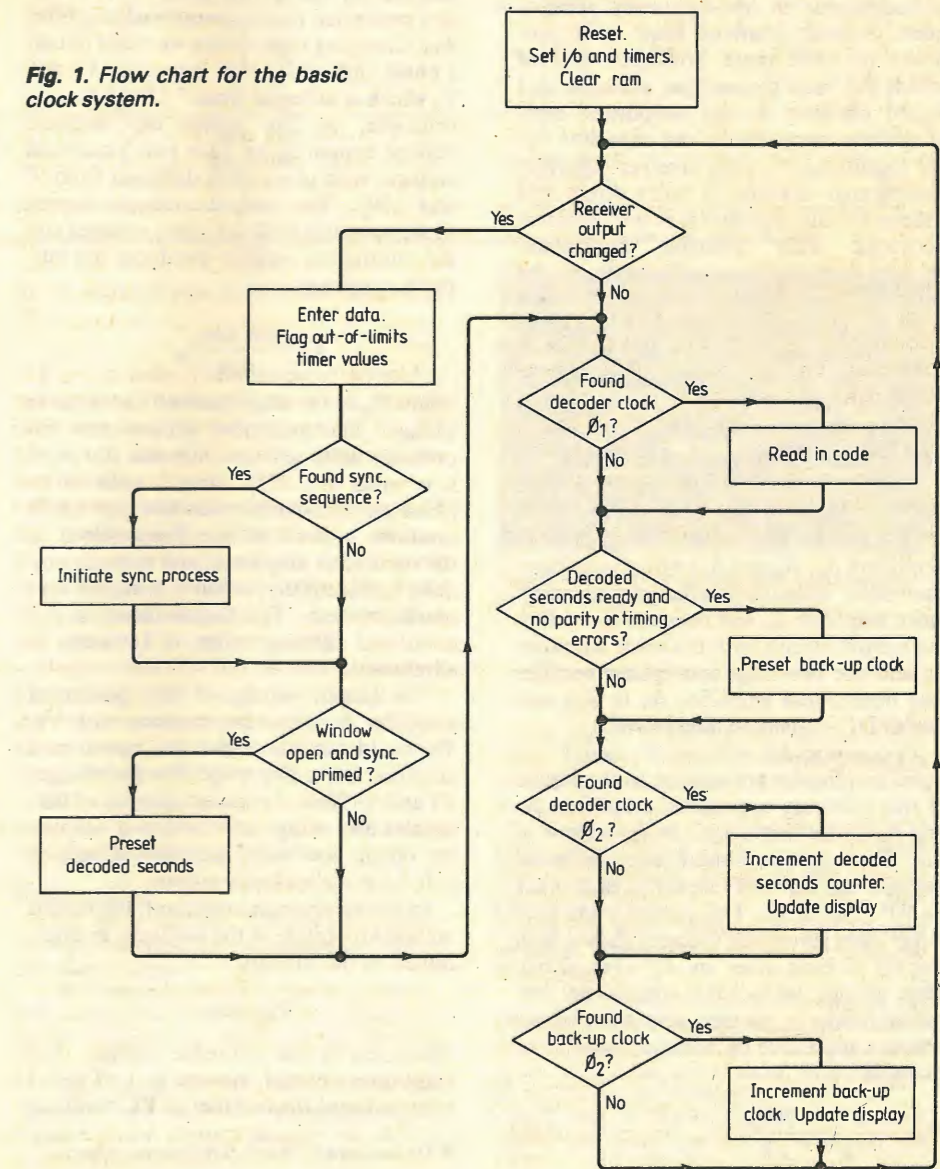 Fig. 1. Flow chart for the basic
clock system.
Reset.
Set i/o and timers.
Clear ram
Receiver
output
changed?
Yes
No
Enter data.
Flag out-of-limits
timer values
Found sync.
sequence?
Yes
No
Initiate sync. process
Window
open and sync.
primed?
Yes
No
Preset
decoded seconds
Found
decoder clock
Ø₁?
Yes
No
Read in code
Decoded
seconds ready and
no parity or timing
errors?
Yes
No
Preset back-up clock
Found
decoder clock
Ø₂?
Yes
No
Increment decoded
seconds counter.
Update display
Found
back-up clock
Ø₂?
Yes
No
Increment back-up
clock. Update display